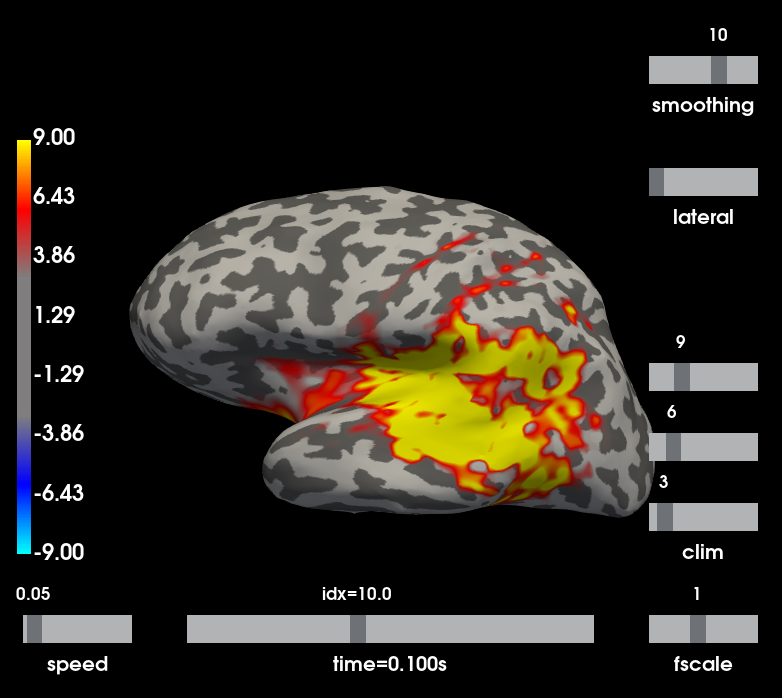 10
smoothing
lateral
9.00
6.43
3.86
1.29
-1.29
-3.86
-6.43
-9.00
9
6
3
clim
0.05
speed
idx=10.0
time=0.100s
1
fscale